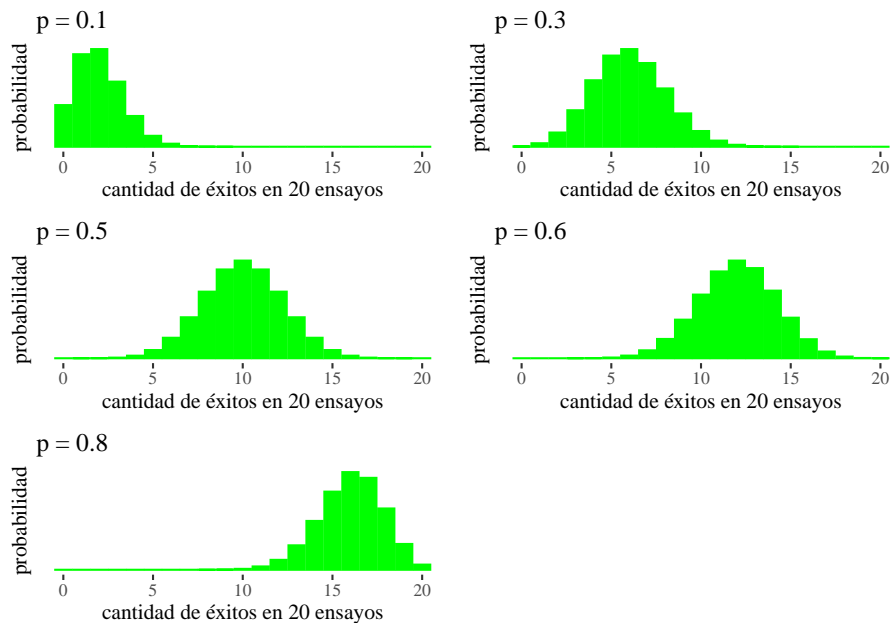 p = 0.1
probabilidad
0 5 10 15 20
cantidad de éxitos en 20 ensayos
p = 0.3
probabilidad
0 5 10 15 20
cantidad de éxitos en 20 ensayos
p = 0.5
probabilidad
0 5 10 15 20
cantidad de éxitos en 20 ensayos
p = 0.6
probabilidad
0 5 10 15 20
cantidad de éxitos en 20 ensayos
p = 0.8
probabilidad
0 5 10 15 20
cantidad de éxitos en 20 ensayos